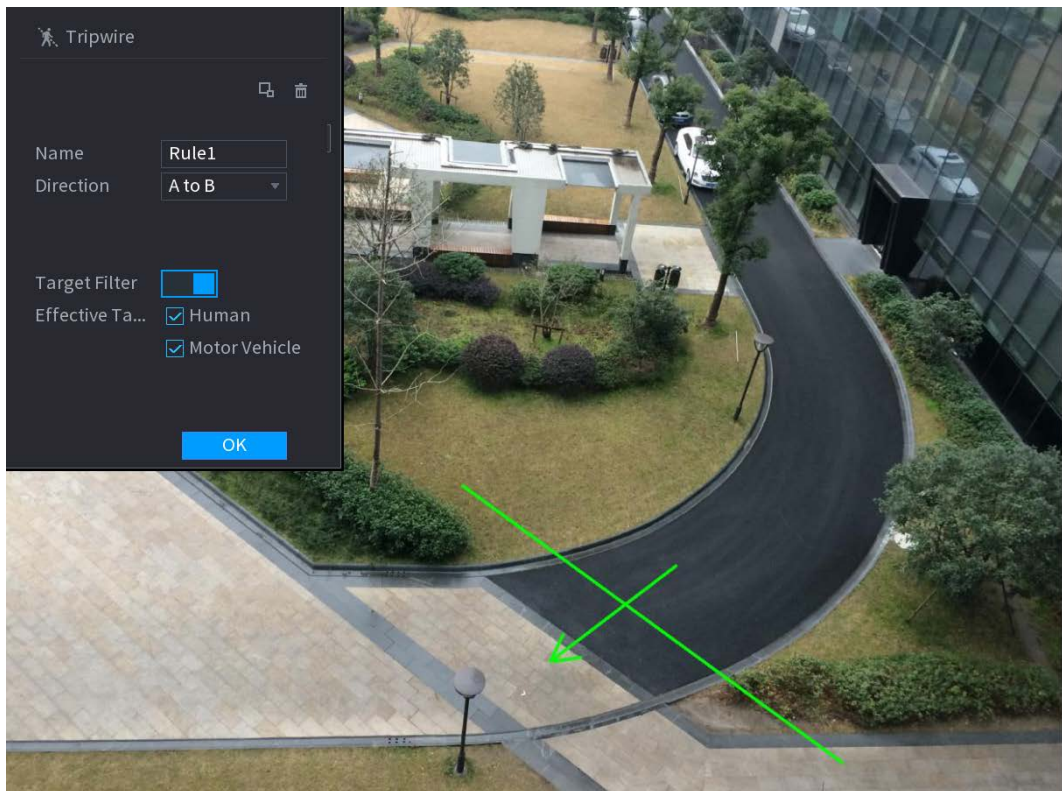 Tripwire
Name Rule1
Direction A to B
Target Filter
Effective Ta... Human
Motor Vehicle
OK